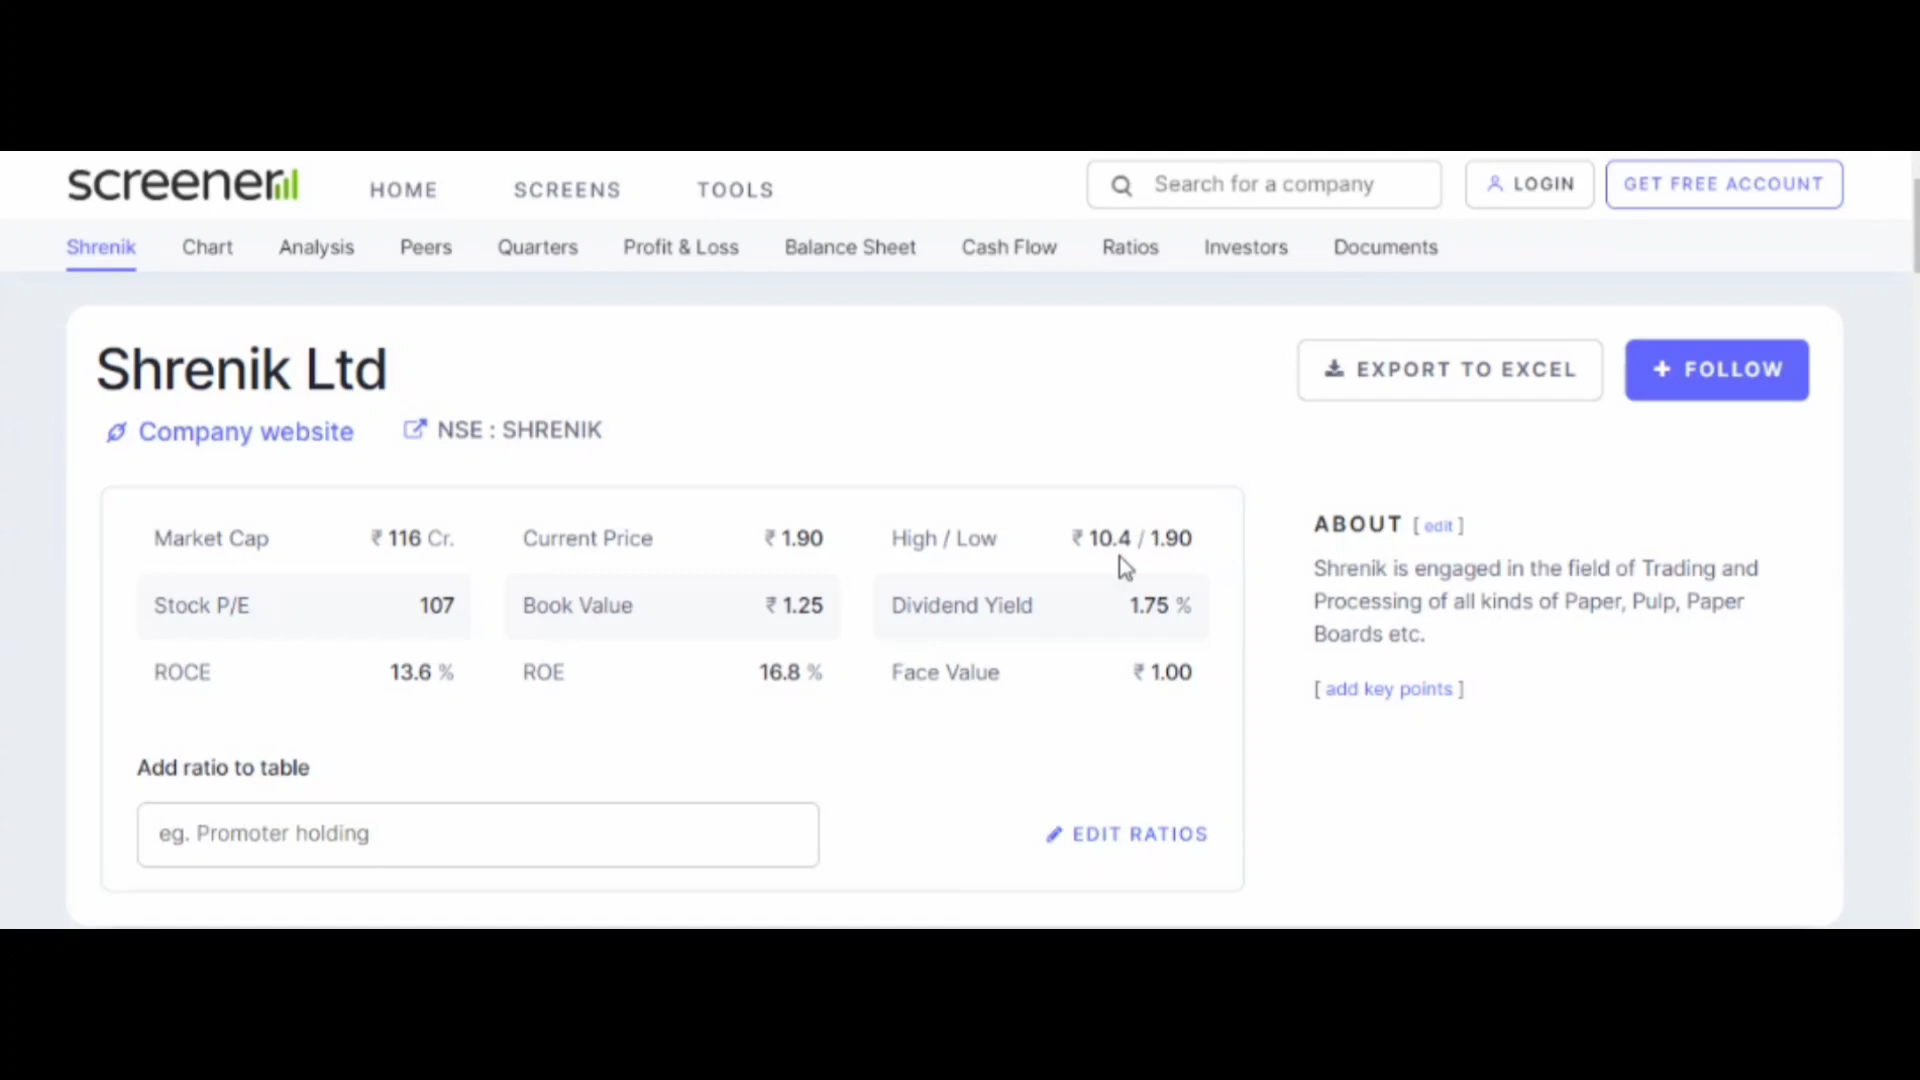 screener HOME SCREENS TOOLS Search for a company LOGIN GET FREE ACCOUNT
Shrenik Chart Analysis Peers Quarters Profit & Loss Balance Sheet Cash Flow Ratios Investors Documents
Shrenik Ltd
EXPORT TO EXCEL + FOLLOW
Company website NSE : SHRENIK
Market Cap ₹ 116 Cr. Current Price ₹ 1.90 High / Low ₹ 10.4 / 1.90
Stock P/E 107 Book Value ₹ 1.25 Dividend Yield 1.75 %
ROCE 13.6 % ROE 16.8 % Face Value ₹ 1.00
Add ratio to table
eg. Promoter holding
EDIT RATIOS
ABOUT [ edit ]
Shrenik is engaged in the field of Trading and
Processing of all kinds of Paper, Pulp, Paper
Boards etc.
[ add key points ]